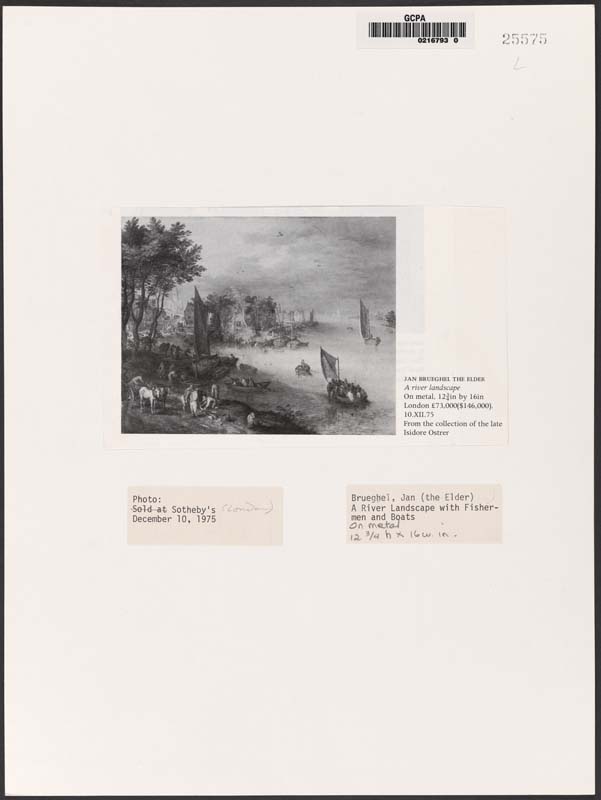 GCPA
0216793 0
25575
L
JAN BRUEGHEL THE ELDER
A river landscape
On metal, 12¾in by 16in
London £73,000($146,000).
10.XII.75
From the collection of the late
Isidore Ostrer
Photo:
Sold at Sotheby's (London)
December 10, 1975
Brueghel, Jan (the Elder)
A River Landscape with Fisher-
men and Boats
On metal
12 3/4 h x 16 w. in.